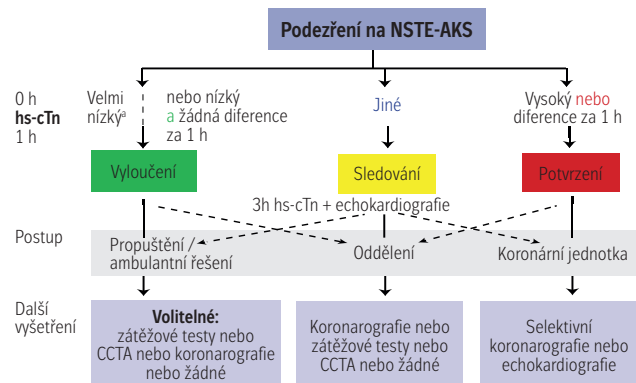 Podezření na NSTE-AKS
0 h
hs-cTn
1 h
Velmi
nízkýᵃ
nebo nízký
a žádná diference
za 1 h
Jiné
Vysoký nebo
diference za 1 h
Vyloučení
Sledování
Potvrzení
3h hs-cTn + echokardiografie
Postup
Propuštění /
ambulantní řešení
Oddělení
Koronární jednotka
Další
vyšetření
Volitelné:
zátěžové testy nebo
CCTA nebo koronarografie
nebo žádné
Koronarografie nebo
zátěžové testy nebo
CCTA nebo žádné
Selektivní
koronarografie nebo
echokardiografie